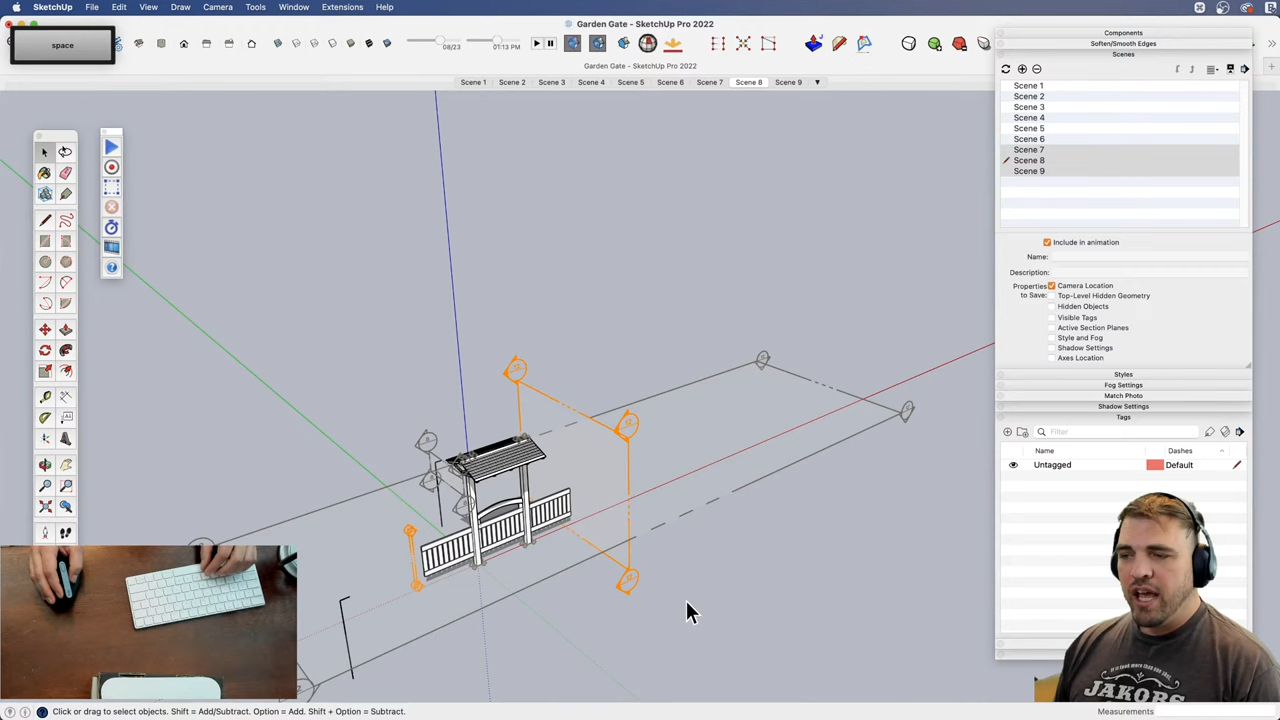 SketchUp File Edit View Draw Camera Tools Window Extensions Help
Garden Gate - SketchUp Pro 2022
space
08/23
01:13 PM
Garden Gate - SketchUp Pro 2022
Scene 1 Scene 2 Scene 3 Scene 4 Scene 5 Scene 6 Scene 7 Scene 8 Scene 9
Components
Soften/Smooth Edges
Scenes
Scene 1
Scene 2
Scene 3
Scene 4
Scene 5
Scene 6
Scene 7
Scene 8
Scene 9
Include in animation
Name:
Description:
Properties to Save:
Camera Location
Top-Level Hidden Geometry
Hidden Objects
Visible Tags
Active Section Planes
Style and Fog
Shadow Settings
Axes Location
Styles
Fog Settings
Match Photo
Shadow Settings
Tags
Filter
Name Dashes
Untagged Default
JAKOBS
Click or drag to select objects. Shift = Add/Subtract. Option = Add. Shift + Option = Subtract.
Measurements